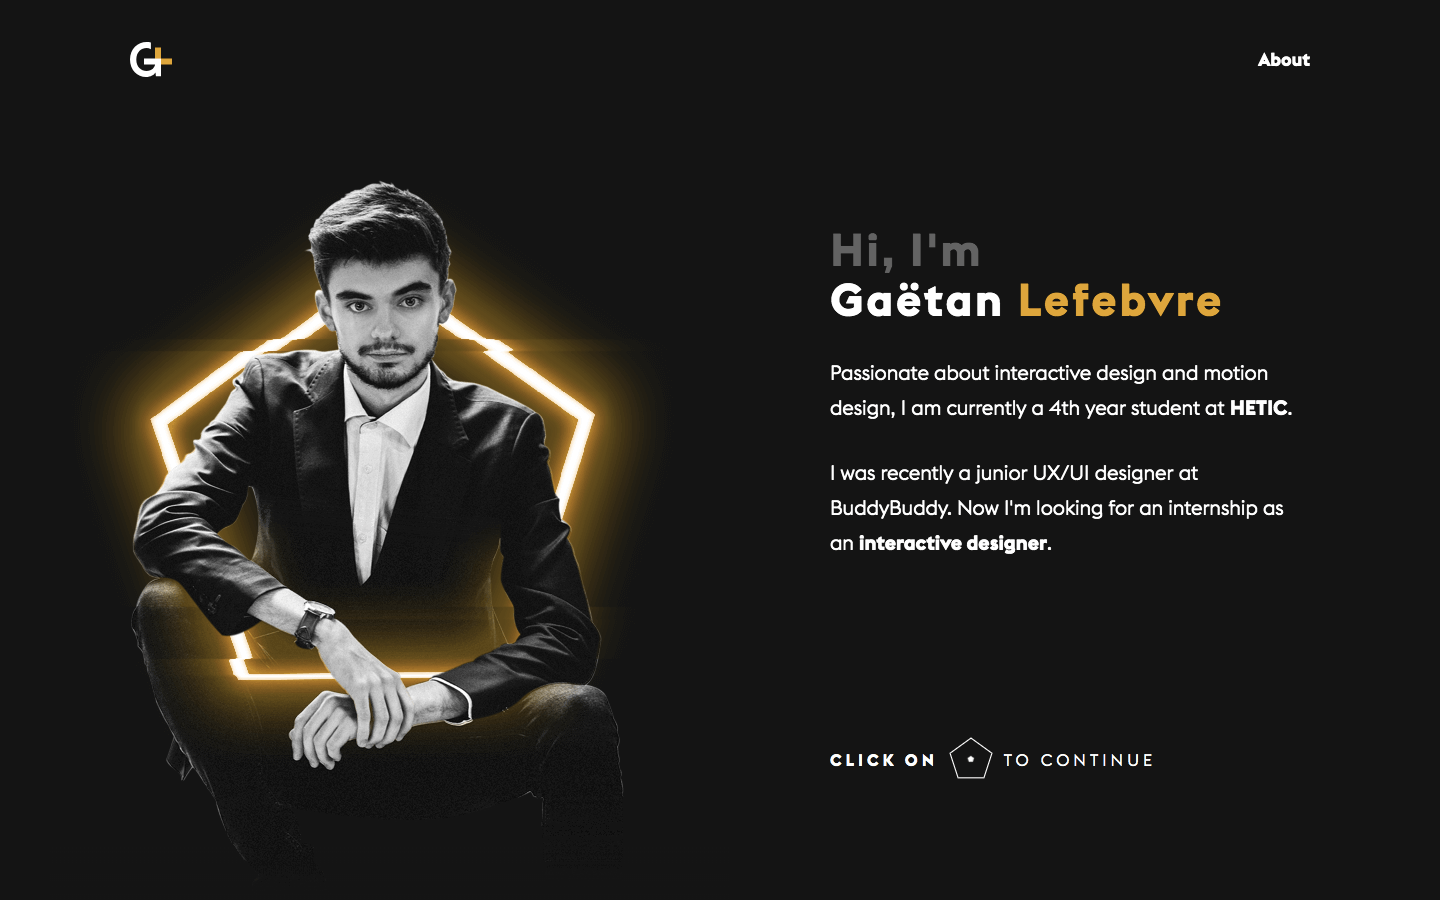 G+
About
Hi, I'm
Gaëtan Lefebvre
Passionate about interactive design and motion
design, I am currently a 4th year student at HETIC.
I was recently a junior UX/UI designer at
BuddyBuddy. Now I'm looking for an internship as
an interactive designer.
CLICK ON TO CONTINUE